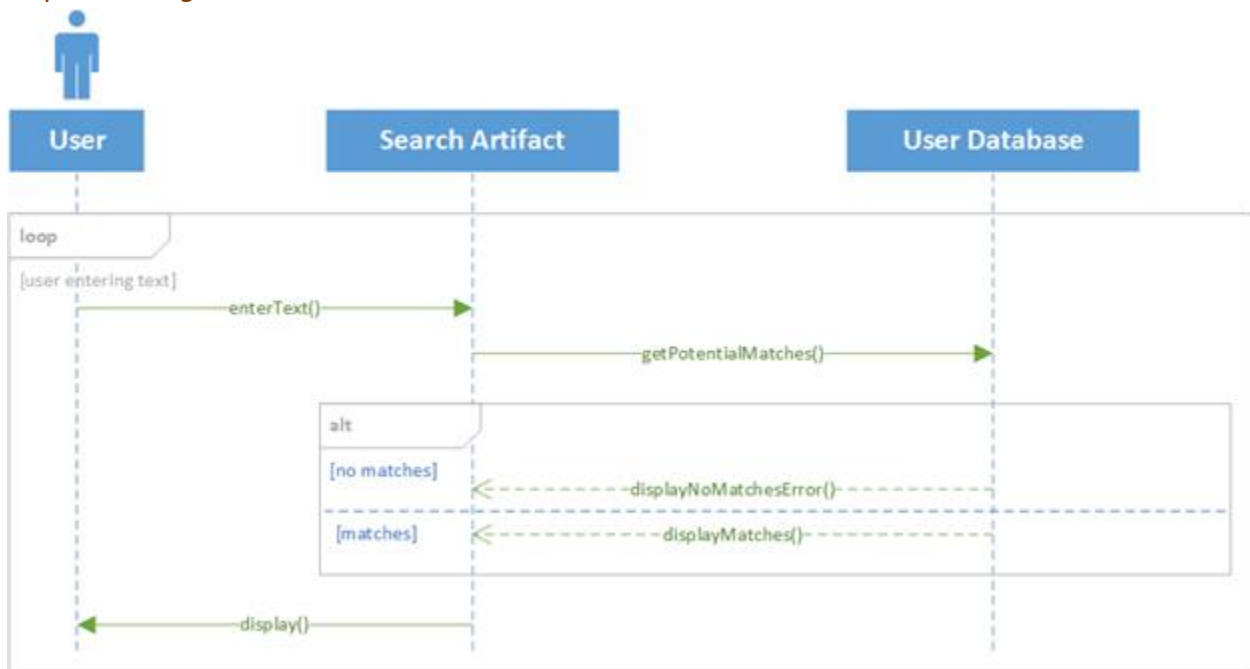 User
Search Artifact
User Database
loop
[user entering text]
enterText()
getPotentialMatches()
alt
[no matches]
displayNoMatchesError()
[matches]
displayMatches()
display()